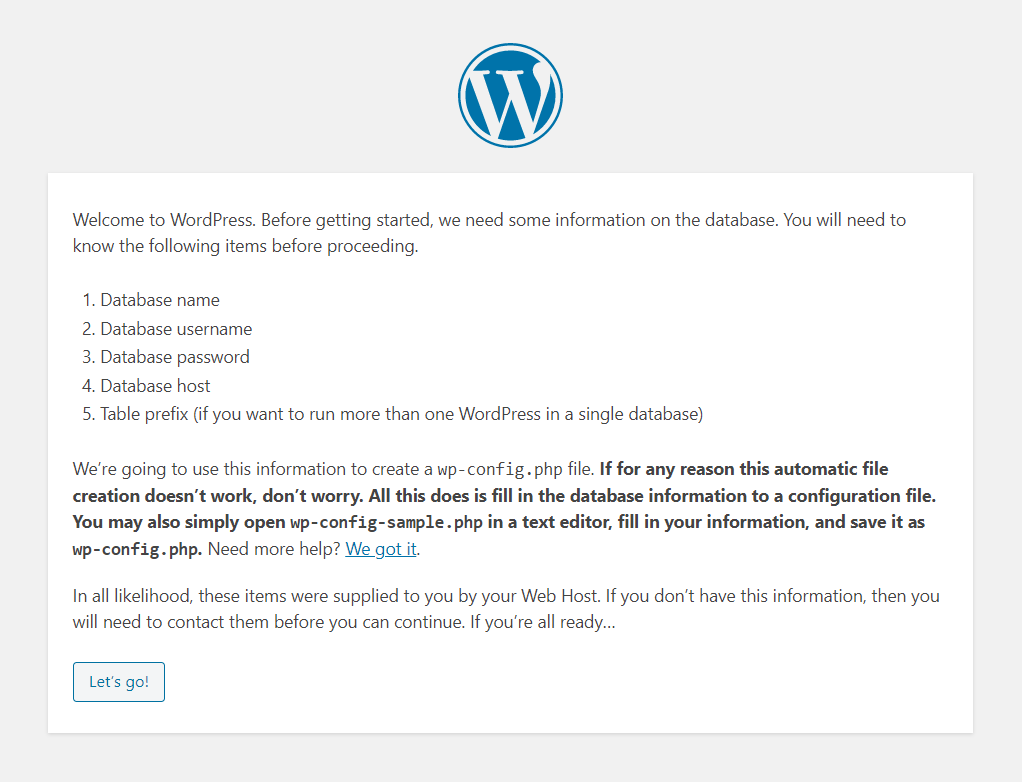 Welcome to WordPress. Before getting started, we need some information on the database. You will need to
know the following items before proceeding.
1. Database name
2. Database username
3. Database password
4. Database host
5. Table prefix (if you want to run more than one WordPress in a single database)
We’re going to use this information to create a wp-config.php file. If for any reason this automatic file
creation doesn’t work, don’t worry. All this does is fill in the database information to a configuration file.
You may also simply open wp-config-sample.php in a text editor, fill in your information, and save it as
wp-config.php. Need more help? We got it.
In all likelihood, these items were supplied to you by your Web Host. If you don’t have this information, then you
will need to contact them before you can continue. If you’re all ready…
Let’s go!